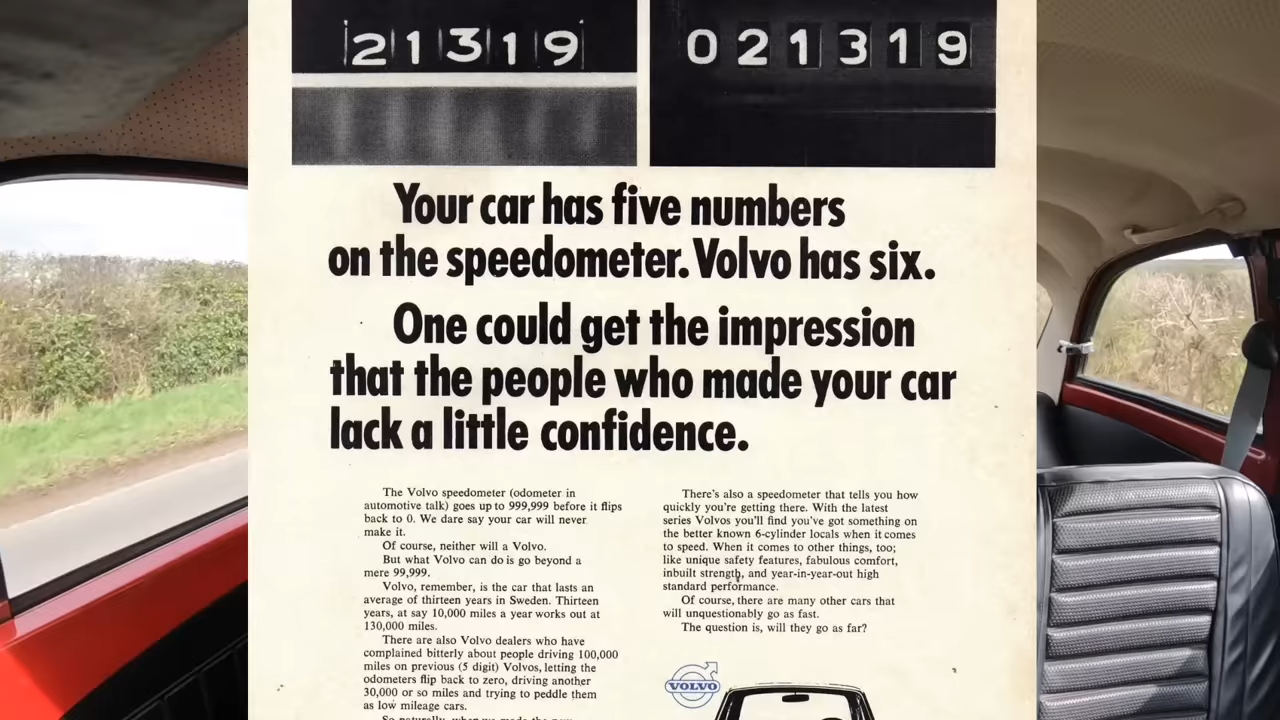 21319
021319
Your car has five numbers
on the speedometer. Volvo has six.
One could get the impression
that the people who made your car
lack a little confidence.
The Volvo speedometer (odometer in
automotive talk) goes up to 999,999 before it flips
back to 0. We dare say your car will never
make it.
Of course, neither will a Volvo.
But what Volvo can do is go beyond a
mere 99,999.
Volvo, remember, is the car that lasts an
average of thirteen years in Sweden. Thirteen
years, at say 10,000 miles a year works out at
130,000 miles.
There are also Volvo dealers who have
complained bitterly about people driving 100,000
miles on previous (5 digit) Volvos, letting the
odometers flip back to zero, driving another
30,000 or so miles and trying to peddle them
as low mileage cars.
There's also a speedometer that tells you how
quickly you're getting there. With the latest
series Volvos you'll find you've got something on
the better known 6-cylinder locals when it comes
to speed. When it comes to other things, too;
like unique safety features, fabulous comfort,
inbuilt strength, and year-in-year-out high
standard performance.
Of course, there are many other cars that
will unquestionably go as fast.
The question is, will they go as far?
VOLVO